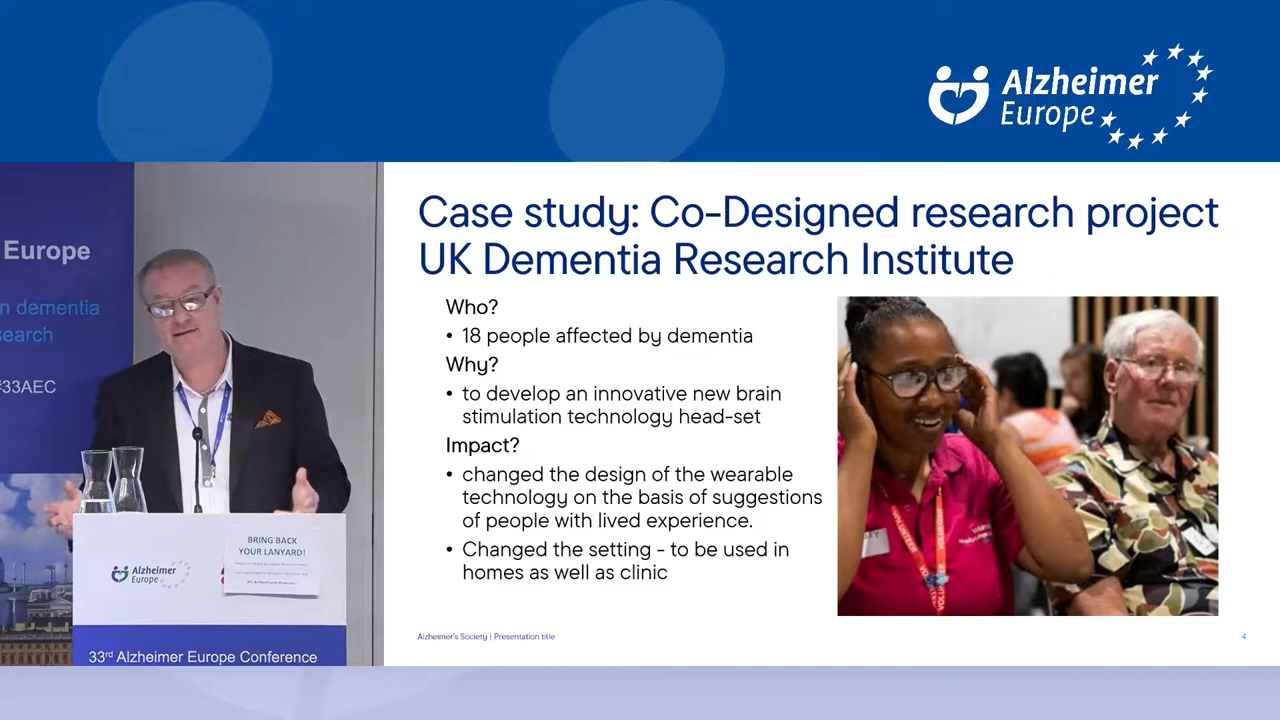 Alzheimer
Europe
Europe
n dementia
search
#33AEC
Case study: Co-Designed research project
UK Dementia Research Institute
Who?
• 18 people affected by dementia
Why?
• to develop an innovative new brain
stimulation technology head-set
Impact?
• changed the design of the wearable
technology on the basis of suggestions
of people with lived experience.
• Changed the setting - to be used in
homes as well as clinic
VOLUNTEER
VOLUNTEER
BRING BACK
YOUR LANYARD!
Alzheimer
Europe
33rd Alzheimer Europe Conference
Alzheimer's Society | Presentation title
4